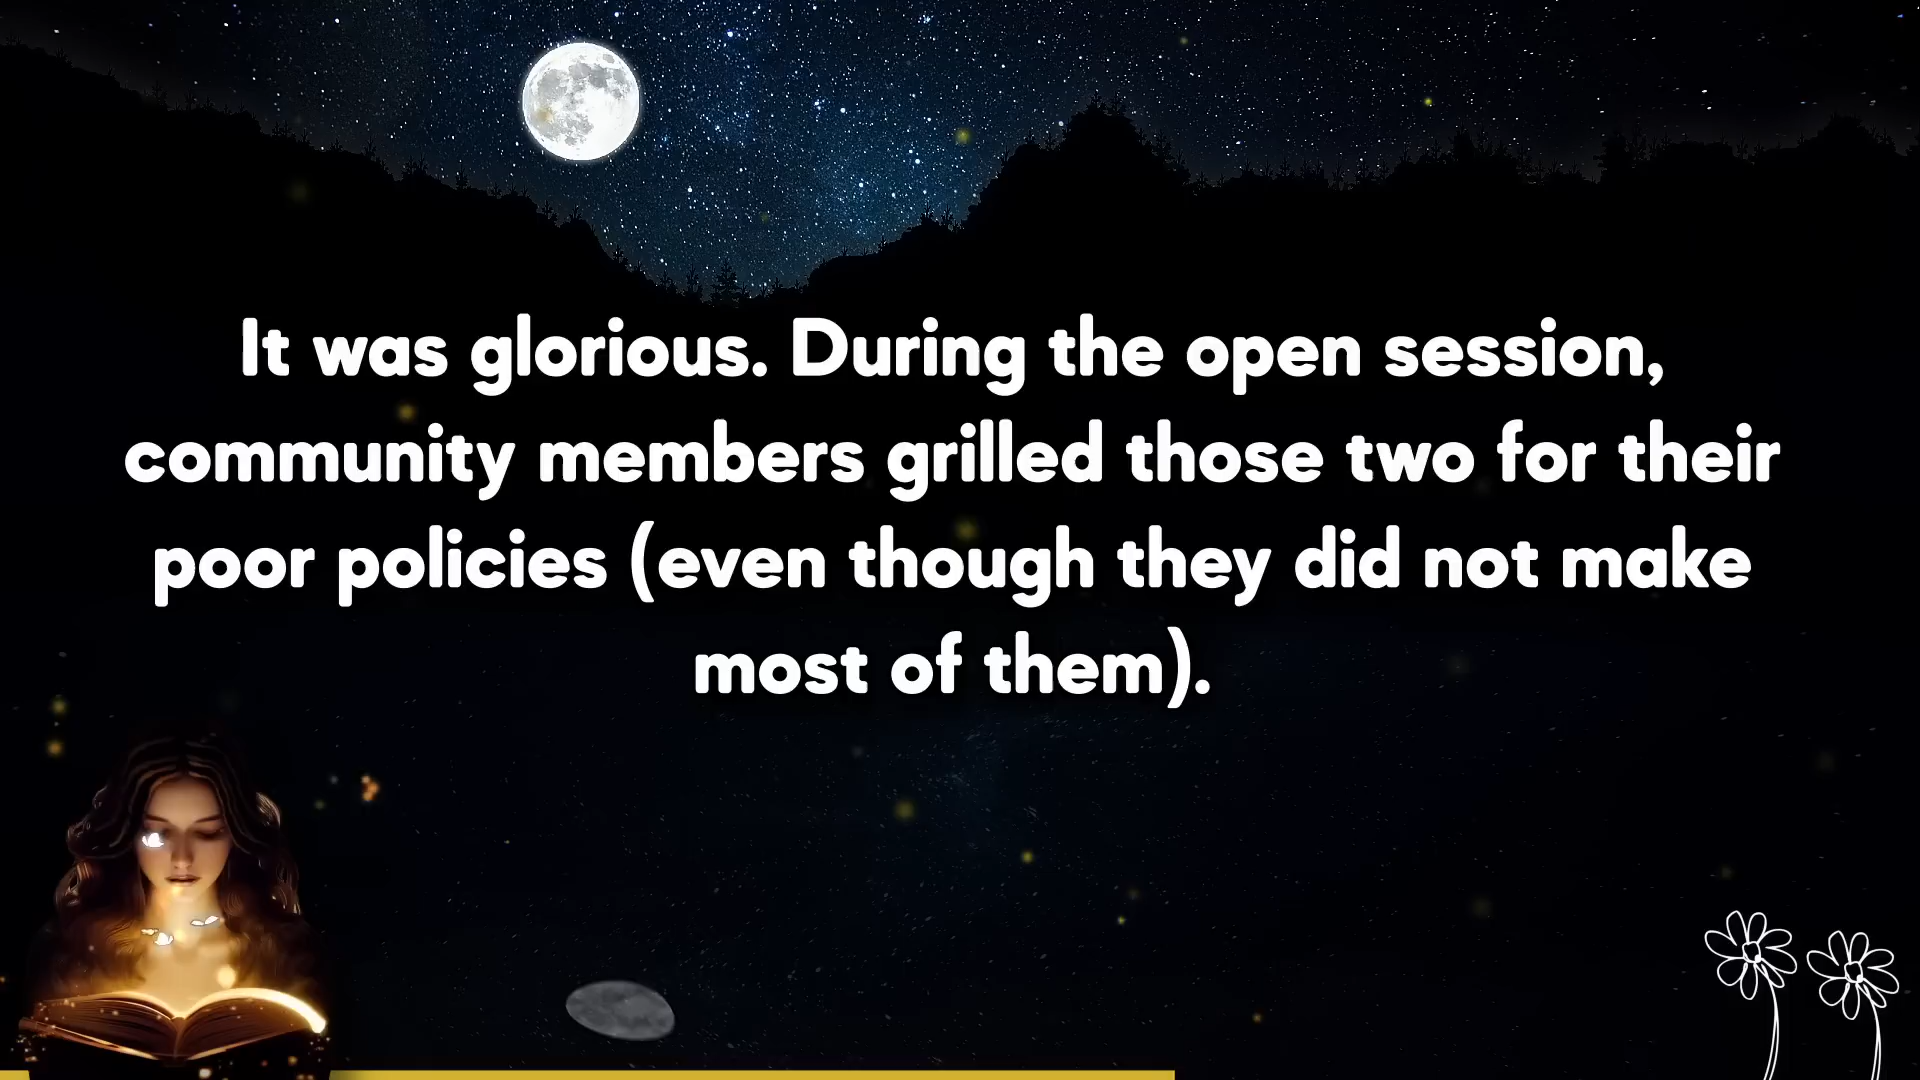 It was glorious. During the open session,
community members grilled those two for their
poor policies (even though they did not make
most of them).